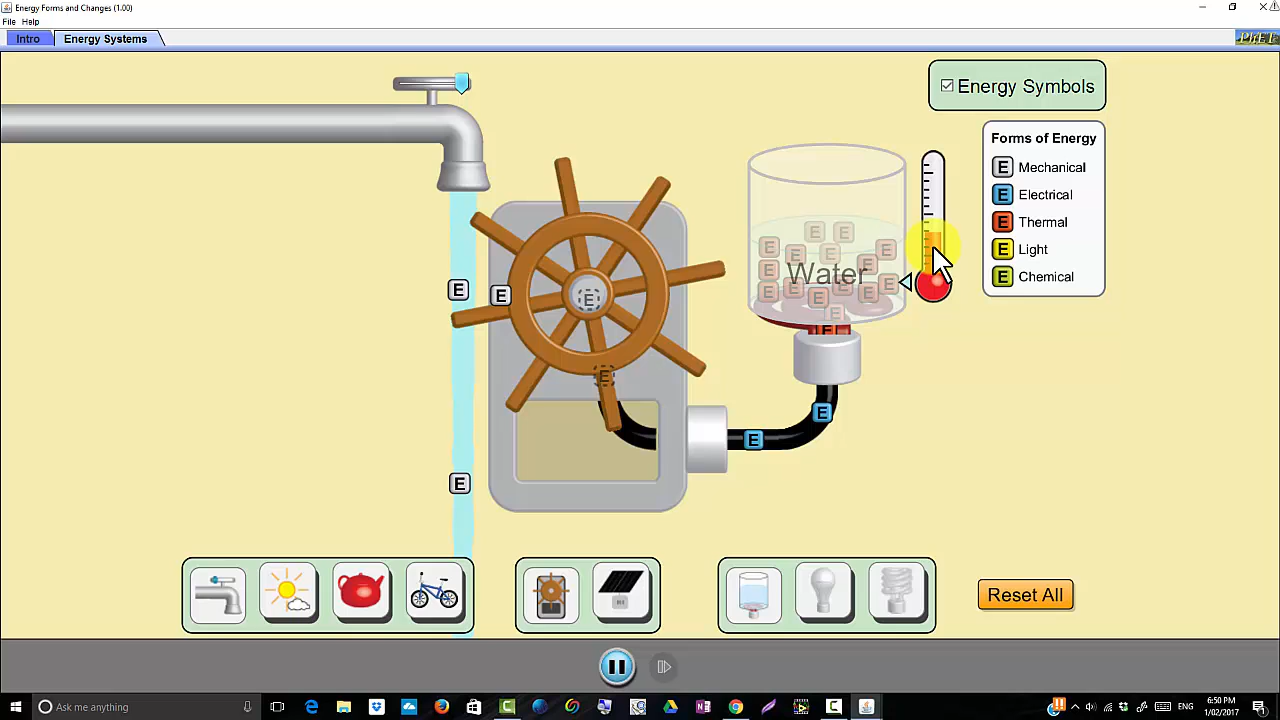 Energy Forms and Changes (1.00)
File Help
Intro Energy Systems
PhET
Energy Symbols
Forms of Energy
E Mechanical
E Electrical
E Thermal
E Light
E Chemical
E E
E E E E
E E E
E E E E E E
E E E
E
E
E
E
E
E
Water
Reset All
Ask me anything
ENG
6:50 PM
1/02/2017